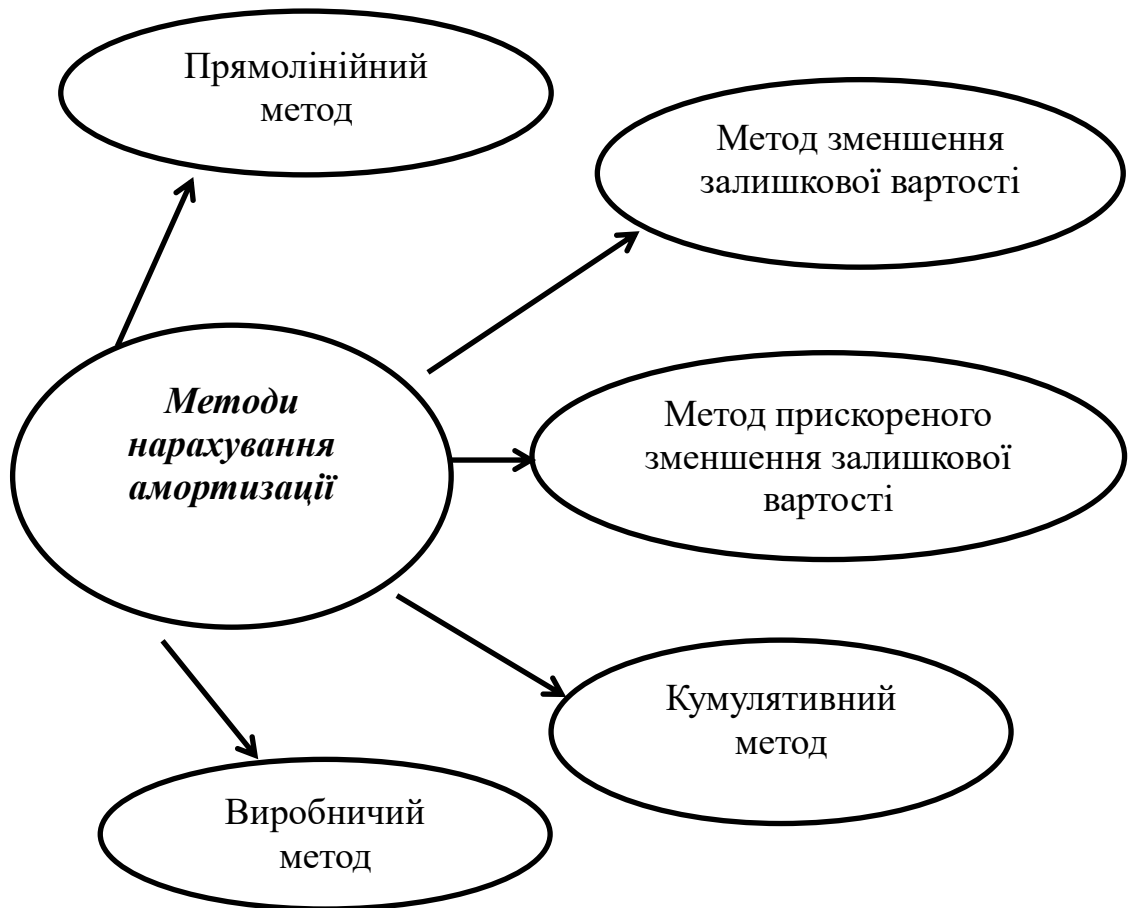 Прямолінійний
метод
Метод зменшення
залишкової вартості
Методи
нарахування
амортизації
Метод прискореного
зменшення залишкової
вартості
Кумулятивний
метод
Виробничий
метод